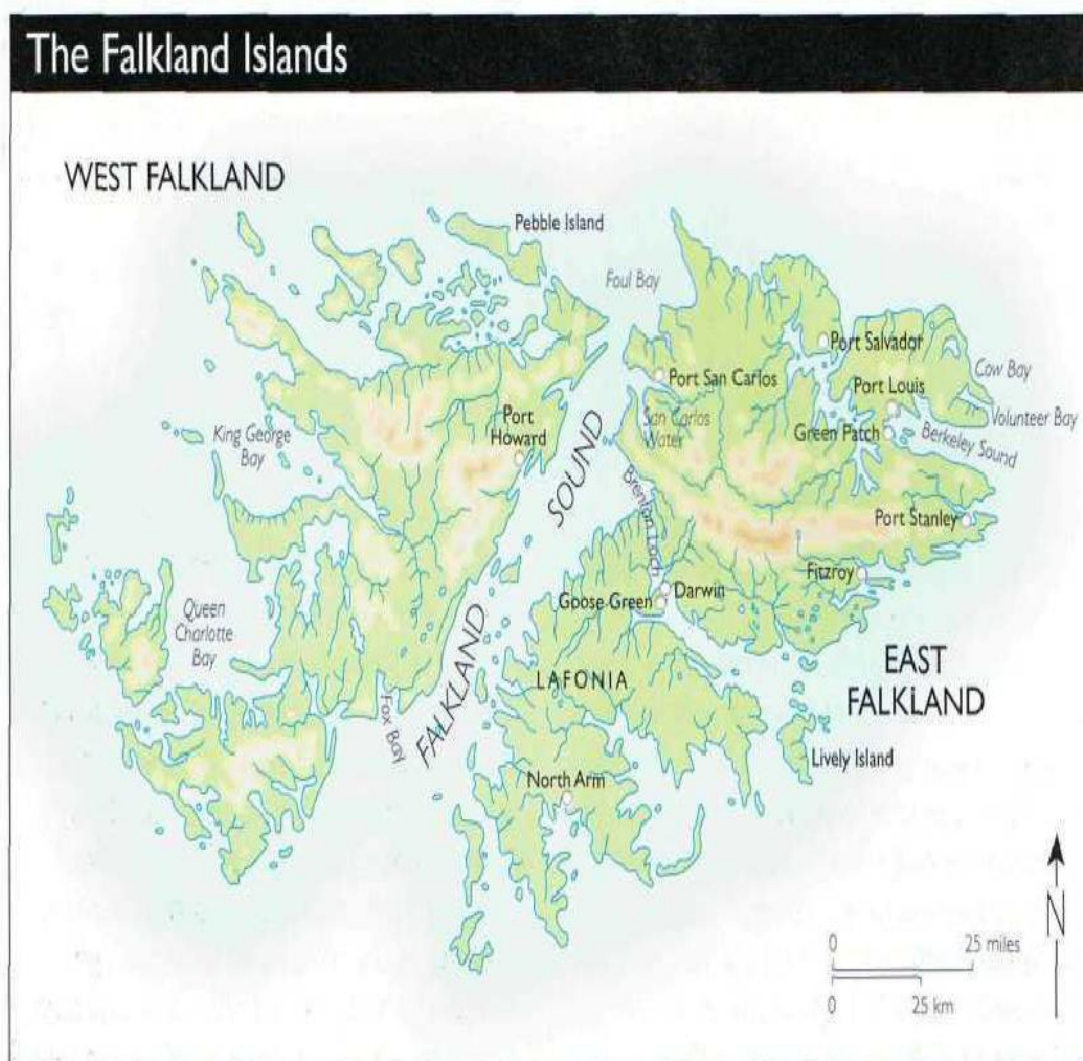 The Falkland Islands
WEST FALKLAND
Pebble Island
Foul Bay
Port Salvador
Cow Bay
Port San Carlos
Port Louis
Volunteer Bay
Port
Howard
San Carlos
Water
Green Patch
Berkeley Sound
King George
Bay
FALKLAND SOUND
Brenton Loch
Port Stanley
Fitzroy
Darwin
Goose Green
Queen
Charlotte
Bay
LAFONIA
EAST
FALKLAND
Fox Bay
Lively Island
North Arm
N
0 25 miles
0 25 km